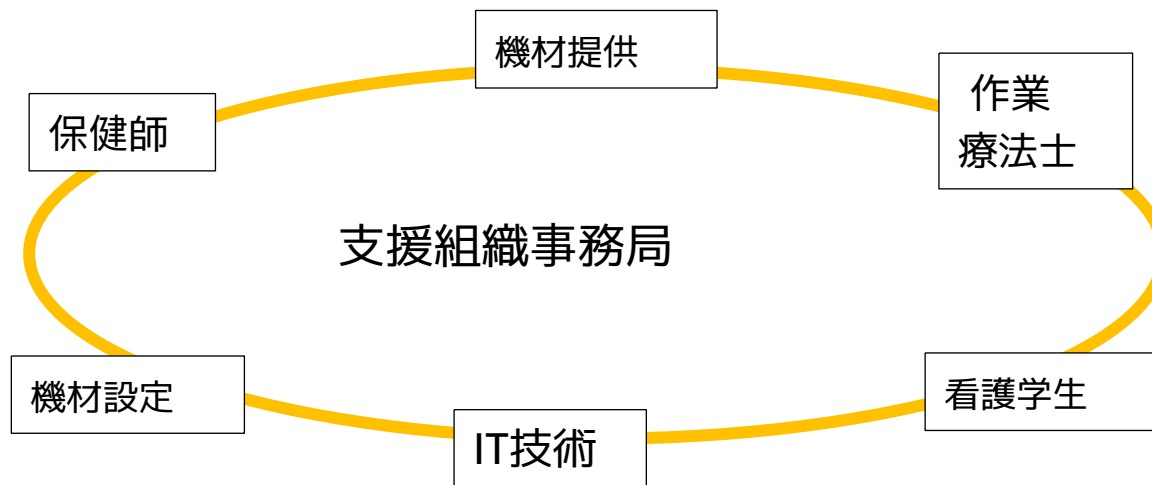 機材提供
保健師
作業
療法士
支援組織事務局
機材設定
看護学生
IT技術